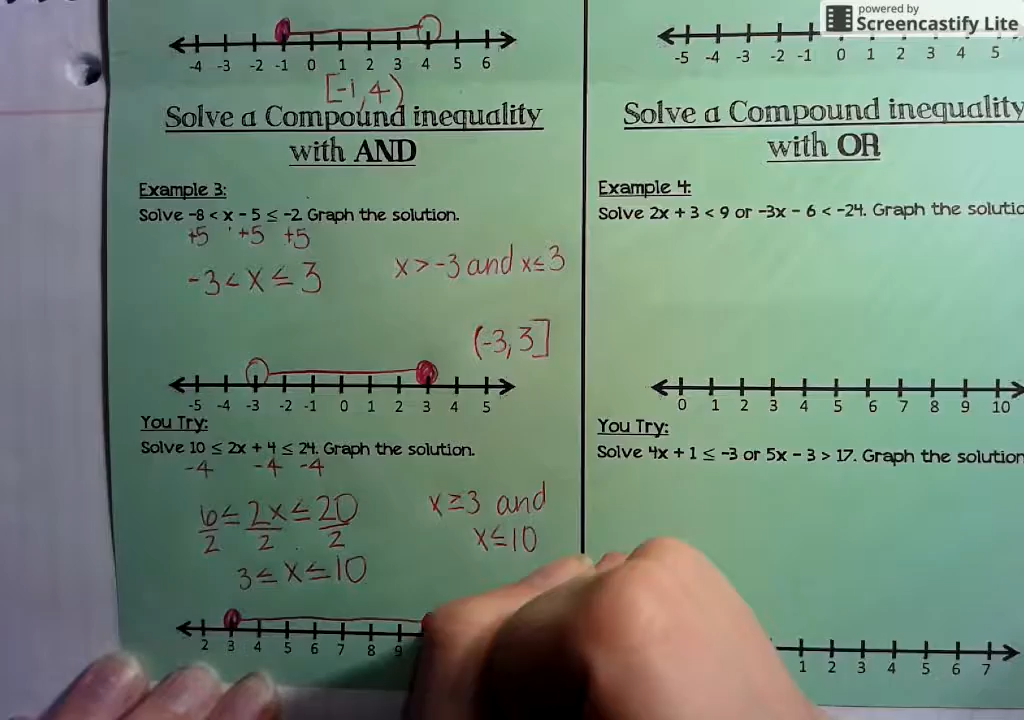 powered by
Screencastify Lite
-4 -3 -2 -1 0 1 2 3 4 5 6
[-1, 4)
Solve a Compound inequality
with AND
Example 3:
Solve -8 < x - 5 ≤ -2. Graph the solution.
+5 +5 +5
-3 < x ≤ 3
x > -3 and x ≤ 3
(-3, 3]
-5 -4 -3 -2 -1 0 1 2 3 4 5
You Try:
Solve 10 ≤ 2x + 4 ≤ 24. Graph the solution.
-4 -4 -4
6 ≤ 2x ≤ 20
2 2 2
x ≥ 3 and
x ≤ 10
3 ≤ x ≤ 10
2 3 4 5 6 7 8 9
-5 -4 -3 -2 -1 0 1 2 3 4 5
Solve a Compound inequality
with OR
Example 4:
Solve 2x + 3 < 9 or -3x - 6 < -24. Graph the solutio
0 1 2 3 4 5 6 7 8 9 10
You Try:
Solve 4x + 1 ≤ -3 or 5x - 3 > 17. Graph the solution
1 2 3 4 5 6 7